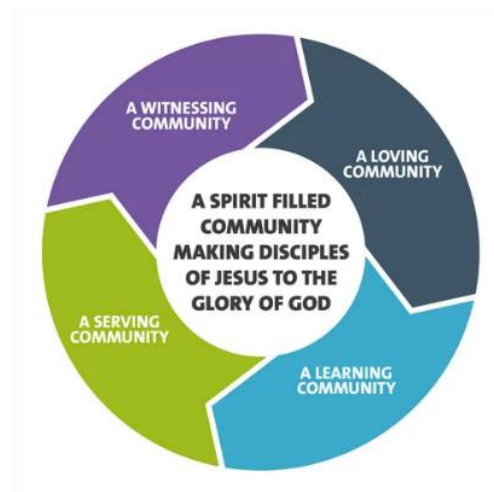 A WITNESSING
COMMUNITY
A LOVING
COMMUNITY
A SPIRIT FILLED
COMMUNITY
MAKING DISCIPLES
OF JESUS TO THE
GLORY OF GOD
A SERVING
COMMUNITY
A LEARNING
COMMUNITY